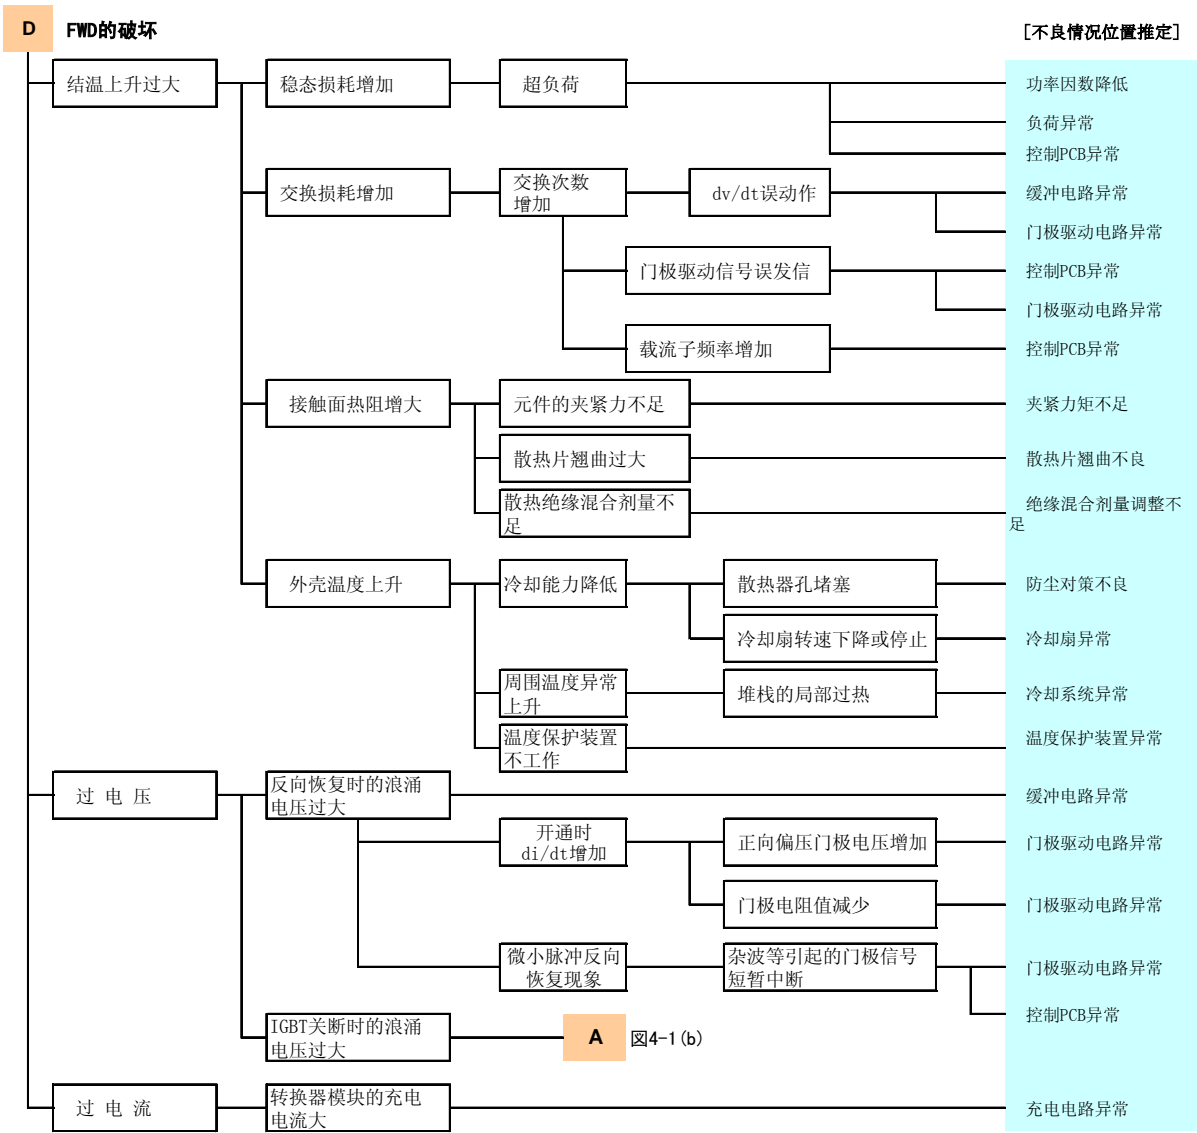 D FWD的破坏 [不良情况位置推定]
结温上升过大 稳态损耗增加 超负荷 功率因数降低
负荷异常
控制PCB异常
交换损耗增加 交换次数 dv/dt误动作 缓冲电路异常
增加
门极驱动电路异常
门极驱动信号误发信 控制PCB异常
门极驱动电路异常
载流子频率增加 控制PCB异常
接触面热阻增大 元件的夹紧力不足 夹紧力矩不足
散热片翘曲过大 散热片翘曲不良
散热绝缘混合剂量不 绝缘混合剂量调整不
足 足
外壳温度上升 冷却能力降低 散热器孔堵塞 防尘对策不良
冷却扇转速下降或停止 冷却扇异常
周围温度异常 堆栈的局部过热 冷却系统异常
上升
温度保护装置 温度保护装置异常
不工作
过 电 压 反向恢复时的浪涌 缓冲电路异常
电压过大
开通时 正向偏压门极电压增加 门极驱动电路异常
di/dt增加
门极电阻值减少 门极驱动电路异常
微小脉冲反向 杂波等引起的门极信号 门极驱动电路异常
恢复现象 短暂中断
控制PCB异常
IGBT关断时的浪涌 A 図4-1(b)
电压过大
过 电 流 转换器模块的充电 充电电路异常
电流大